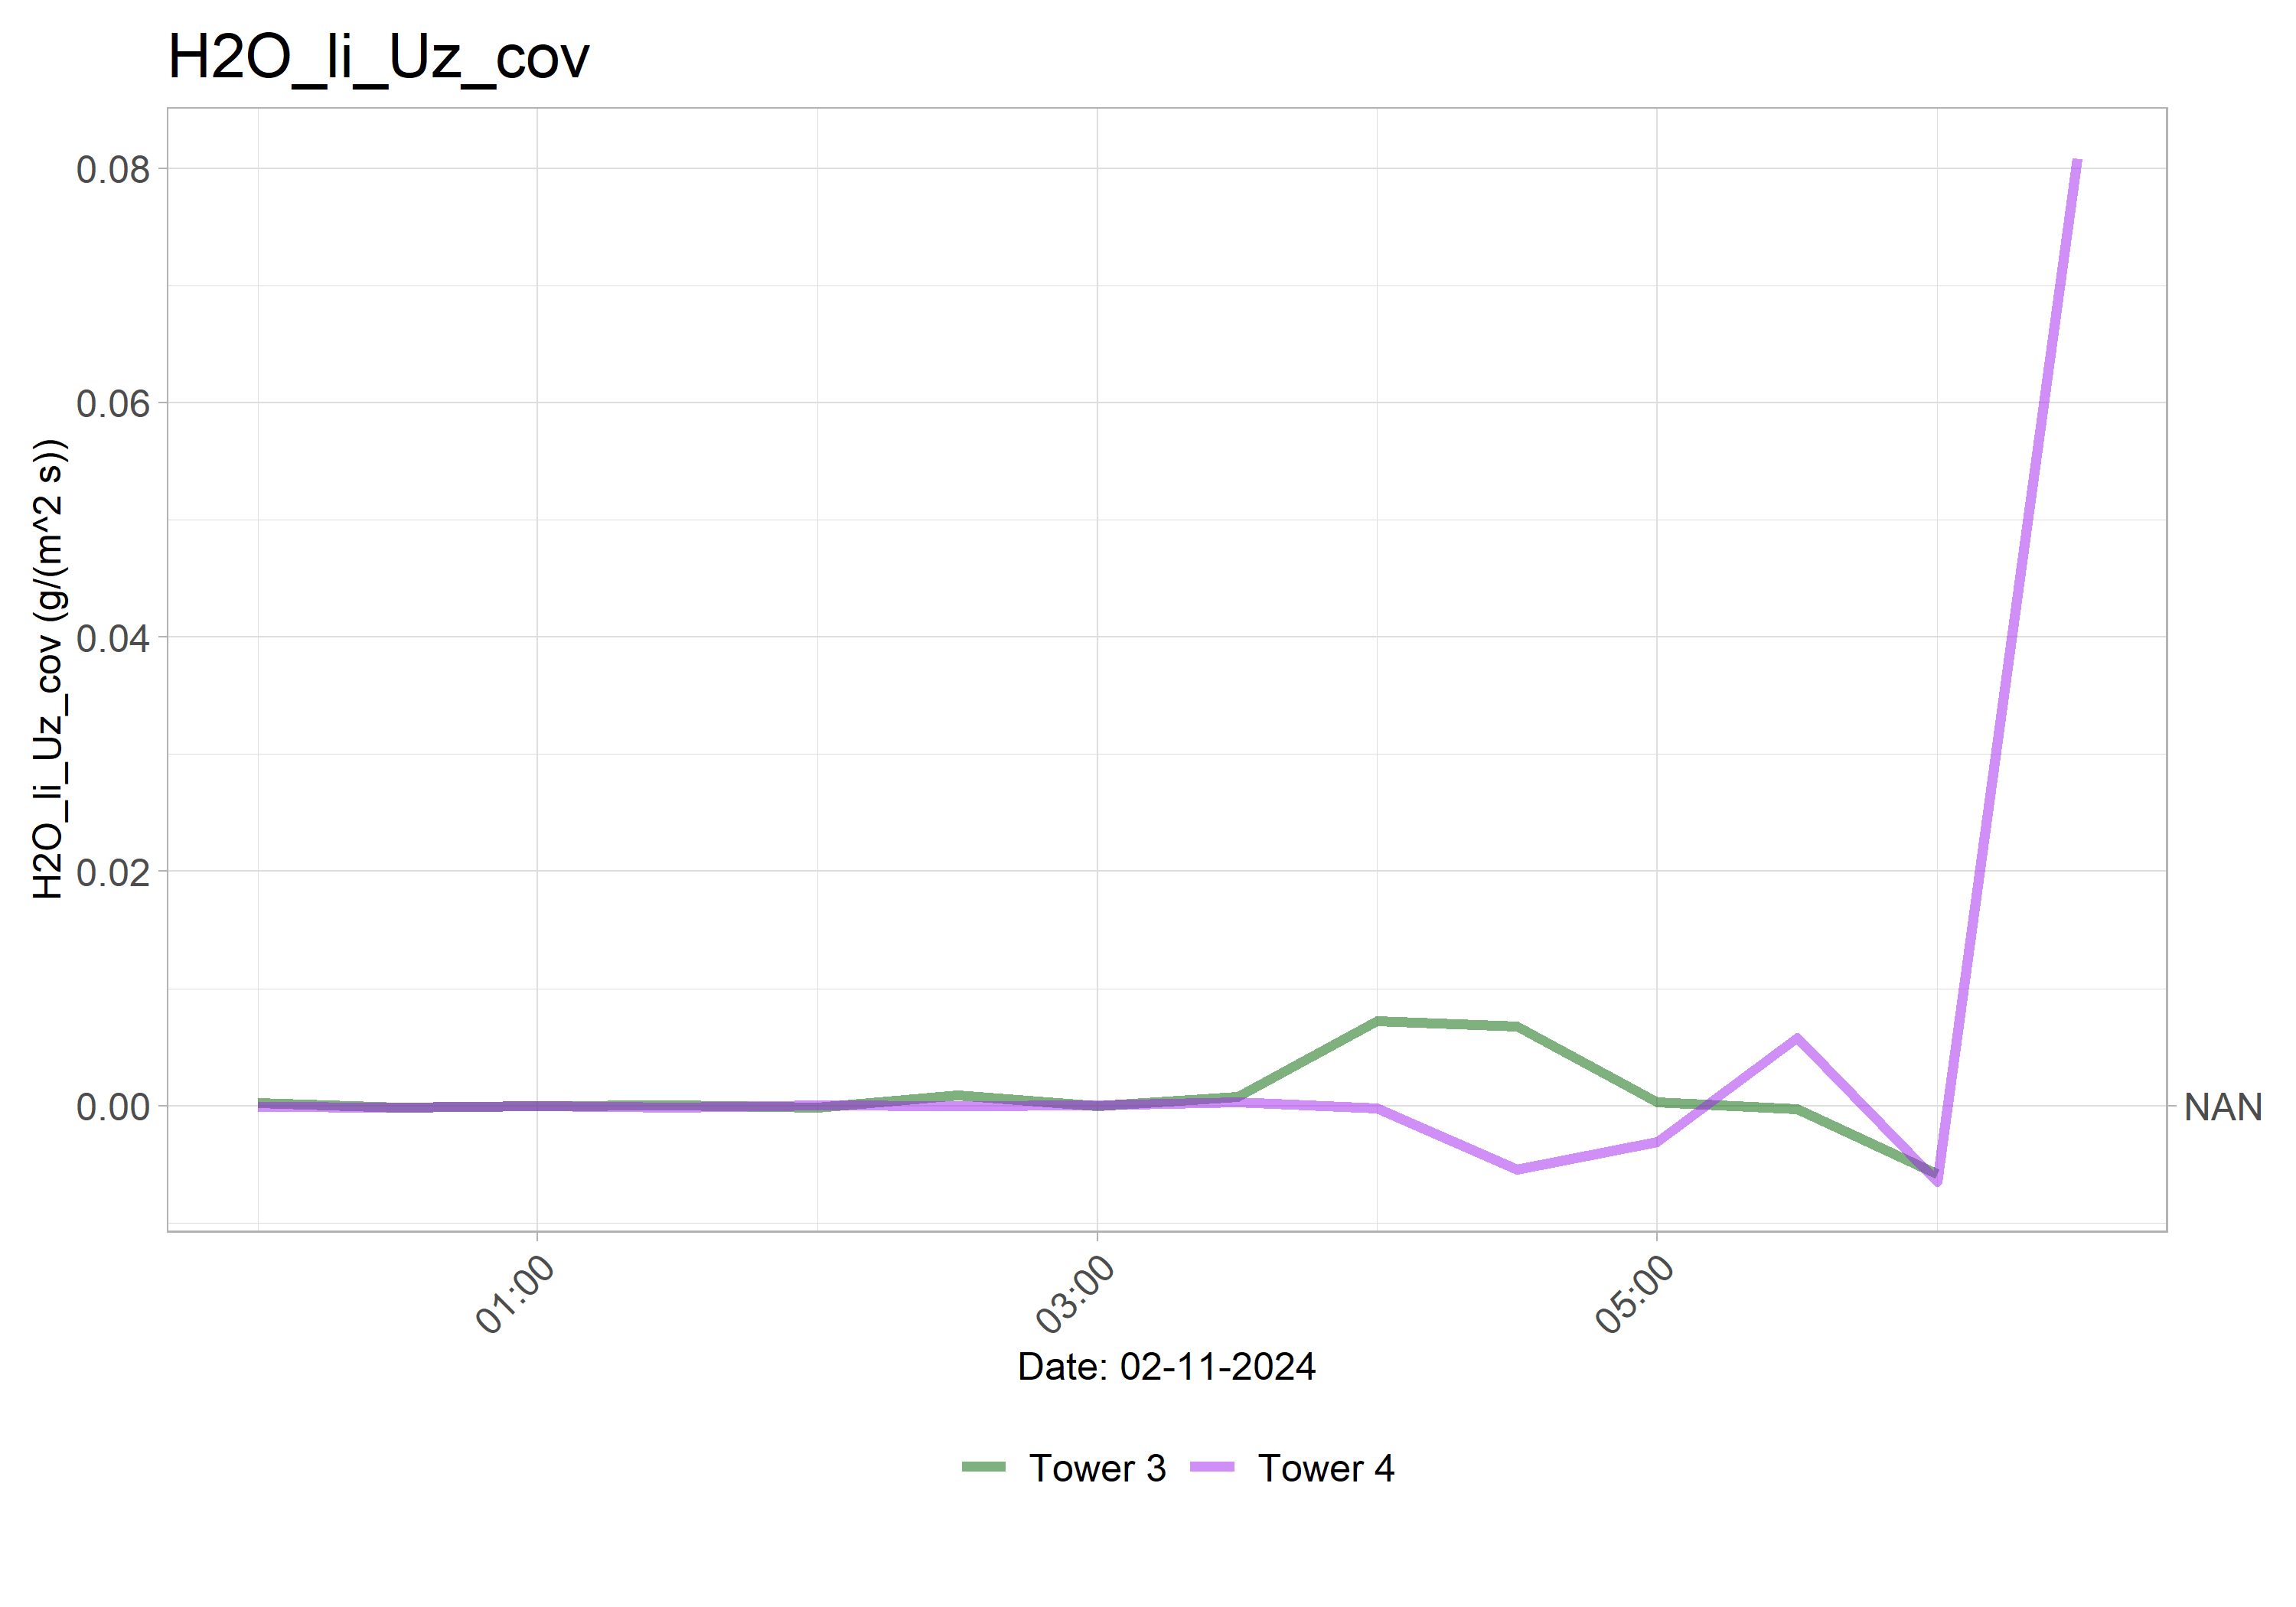 H2O_li_Uz_cov
H2O_li_Uz_cov (g/(m^2 s))
0.08
0.06
0.04
0.02
0.00
NAN
01:00
03:00
05:00
Date: 02-11-2024
Tower 3
Tower 4